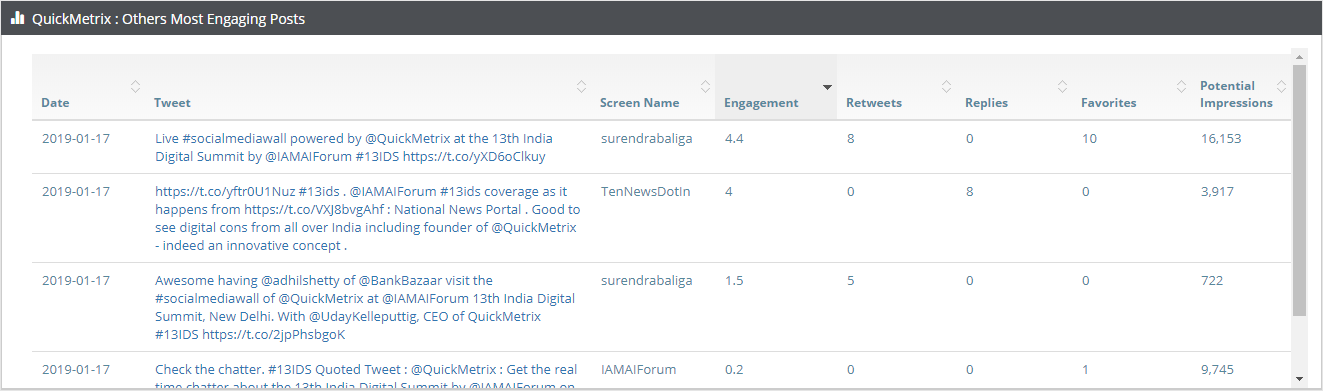 QuickMetrix : Others Most Engaging Posts
Date Tweet Screen Name Engagement Retweets Replies Favorites Potential
Impressions
2019-01-17 Live #socialmediawall powered by @QuickMetrix at the 13th India surendrabaliga 4.4 8 0 10 16,153
Digital Summit by @IAMAIForum #13IDS https://t.co/yXD6oClkuy
2019-01-17 https://t.co/yftr0U1Nuz #13ids . @IAMAIForum #13ids coverage as it TenNewsDotIn 4 0 8 0 3,917
happens from https://t.co/VXJ8bvgAhf : National News Portal . Good to
see digital cons from all over India including founder of @QuickMetrix
- indeed an innovative concept .
2019-01-17 Awesome having @adhilshetty of @BankBazaar visit the surendrabaliga 1.5 5 0 0 722
#socialmediawall of @QuickMetrix at @IAMAIForum 13th India Digital
Summit, New Delhi. With @UdayKelleputtig, CEO of QuickMetrix
#13IDS https://t.co/2jpPhsbgoK
2019-01-17 Check the chatter. #13IDS Quoted Tweet : @QuickMetrix : Get the real IAMAIForum 0.2 0 0 1 9,745
time chatter about the 13th India Digital Summit by @IAMAIForum on